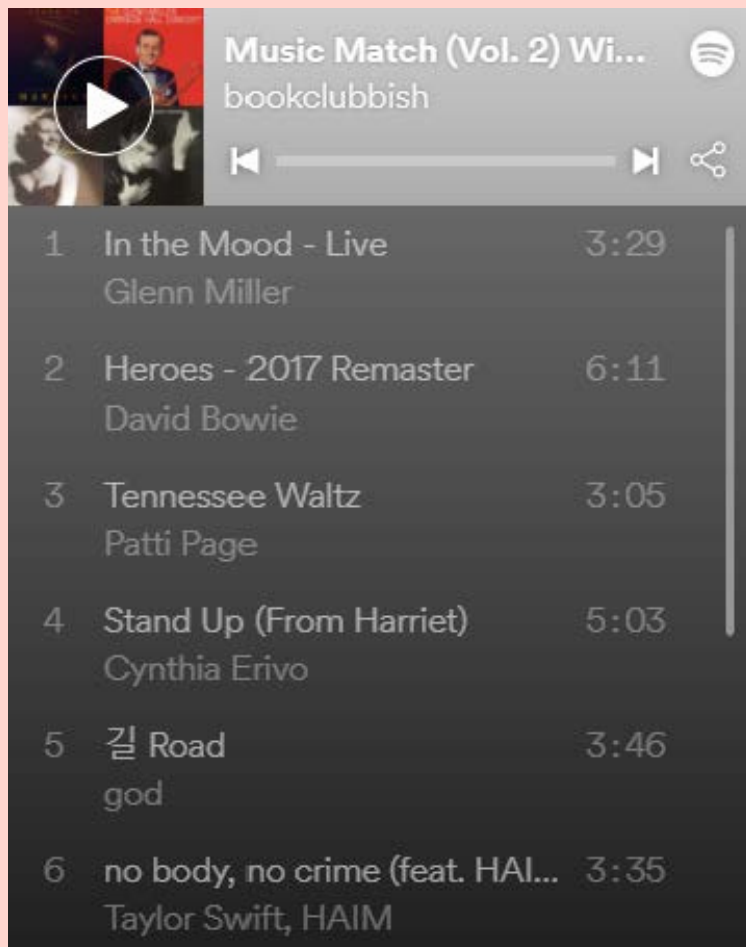 Music Match (Vol. 2) Wi...
bookclubbish
1 In the Mood - Live 3:29
Glenn Miller
2 Heroes - 2017 Remaster 6:11
David Bowie
3 Tennessee Waltz 3:05
Patti Page
4 Stand Up (From Harriet) 5:03
Cynthia Erivo
5 길 Road 3:46
god
6 no body, no crime (feat. HAI... 3:35
Taylor Swift, HAIM